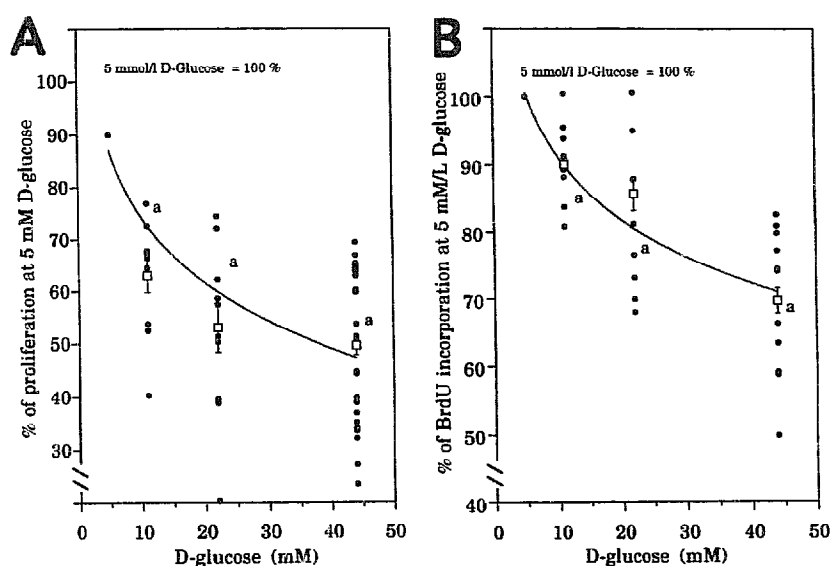 A
5 mmol/l D-Glucose = 100 %
% of proliferation at 5 mM D-glucose
100
90
80
70
60
50
40
30
a
a
a
0 10 20 30 40 50
D-glucose (mM)
B
5 mmol/l D-Glucose = 100 %
% of BrdU incorporation at 5 mM/L D-glucose
100
90
80
70
60
50
40
a
a
a
0 10 20 30 40 50
D-glucose (mM)